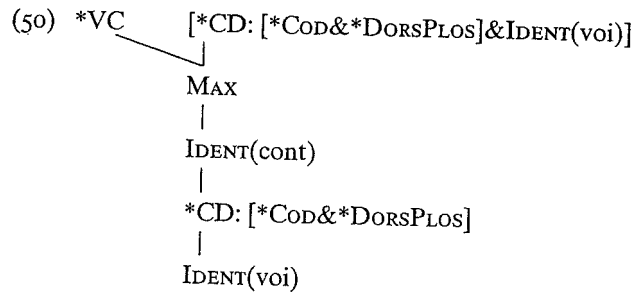 (50) *VC [*CD: [*COD&*DORSPLOS]&IDENT(voi)]
MAX
IDENT(cont)
*CD: [*COD&*DORSPLOS]
IDENT(voi)